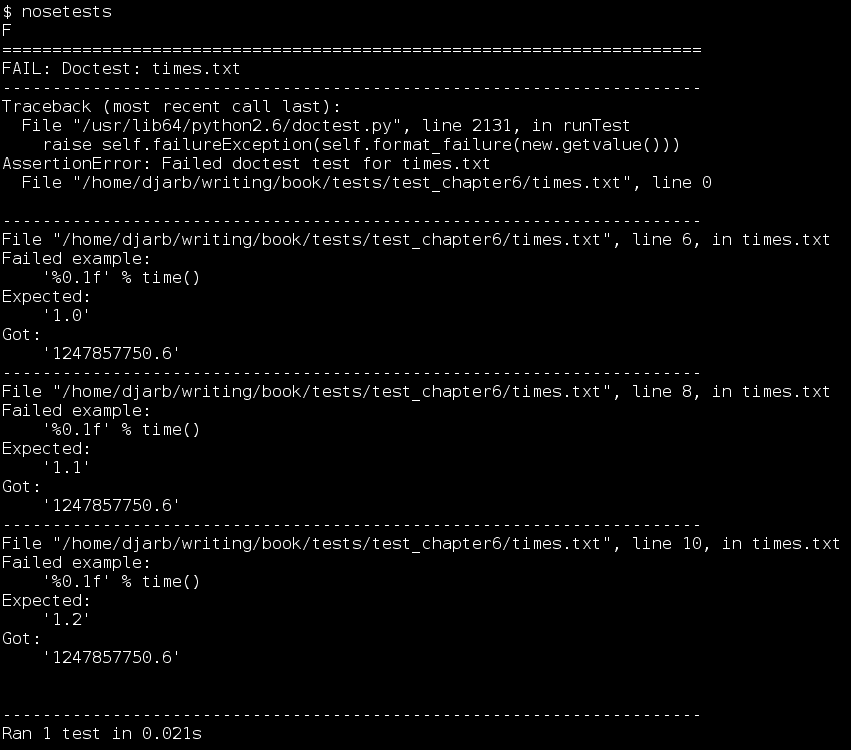 $ nosetests
F
======================================================================
FAIL: Doctest: times.txt
----------------------------------------------------------------------
Traceback (most recent call last):
  File "/usr/lib64/python2.6/doctest.py", line 2131, in runTest
    raise self.failureException(self.format_failure(new.getvalue()))
AssertionError: Failed doctest test for times.txt
  File "/home/djarb/writing/book/tests/test_chapter6/times.txt", line 0

----------------------------------------------------------------------
File "/home/djarb/writing/book/tests/test_chapter6/times.txt", line 6, in times.txt
Failed example:
    '%0.1f' % time()
Expected:
    '1.0'
Got:
    '1247857750.6'
----------------------------------------------------------------------
File "/home/djarb/writing/book/tests/test_chapter6/times.txt", line 8, in times.txt
Failed example:
    '%0.1f' % time()
Expected:
    '1.1'
Got:
    '1247857750.6'
----------------------------------------------------------------------
File "/home/djarb/writing/book/tests/test_chapter6/times.txt", line 10, in times.txt
Failed example:
    '%0.1f' % time()
Expected:
    '1.2'
Got:
    '1247857750.6'


----------------------------------------------------------------------
Ran 1 test in 0.021s